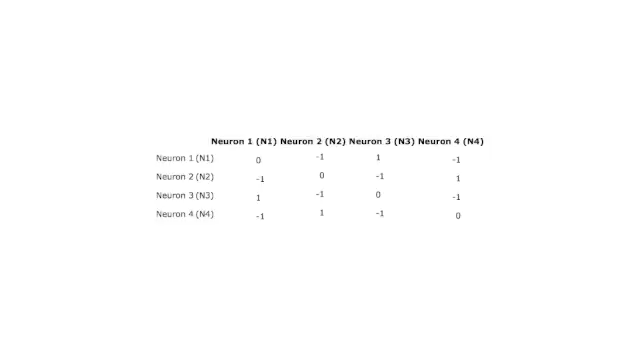 Neuron 1 (N1) Neuron 2 (N2) Neuron 3 (N3) Neuron 4 (N4)
Neuron 1 (N1) 0 -1 1 -1
Neuron 2 (N2) -1 0 -1 1
Neuron 3 (N3) 1 -1 0 -1
Neuron 4 (N4) -1 1 -1 0